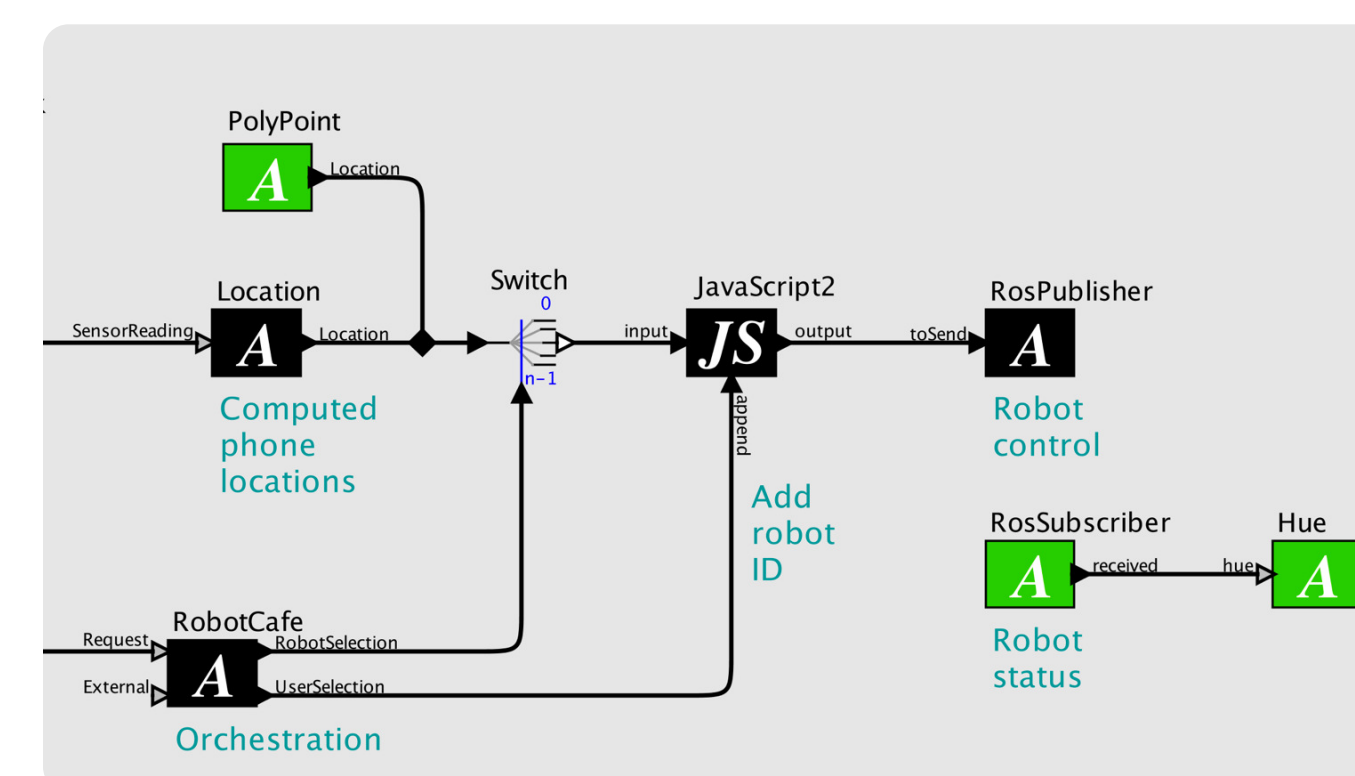 PolyPoint
A
Location
Location
SensorReading
A
Location
Computed
phone
locations
Switch
0
n-1
input
JavaScript2
JS
output
append
Add
robot
ID
RosPublisher
toSend
A
Robot
control
RosSubscriber
A
received
Robot
status
Hue
hue
A
RobotCafe
Request
External
A
RobotSelection
UserSelection
Orchestration